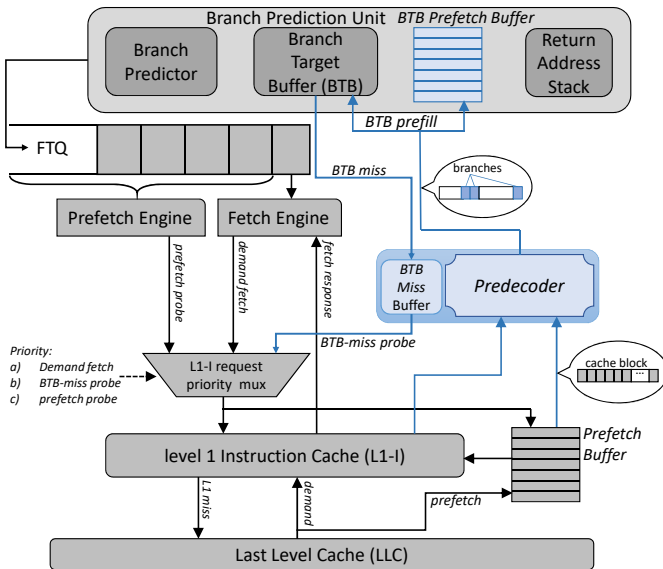 Branch Prediction Unit
BTB Prefetch Buffer
Branch
Predictor
Branch
Target
Buffer (BTB)
Return
Address
Stack
BTB prefill
FTQ
BTB miss
branches
Prefetch Engine
Fetch Engine
prefetch probe
demand fetch
fetch response
BTB
Miss
Buffer
Predecoder
BTB-miss probe
Priority:
a) Demand fetch
b) BTB-miss probe
c) prefetch probe
L1-I request
priority mux
cache block
...
level 1 Instruction Cache (L1-I)
Prefetch
Buffer
L1 miss
demand
prefetch
Last Level Cache (LLC)